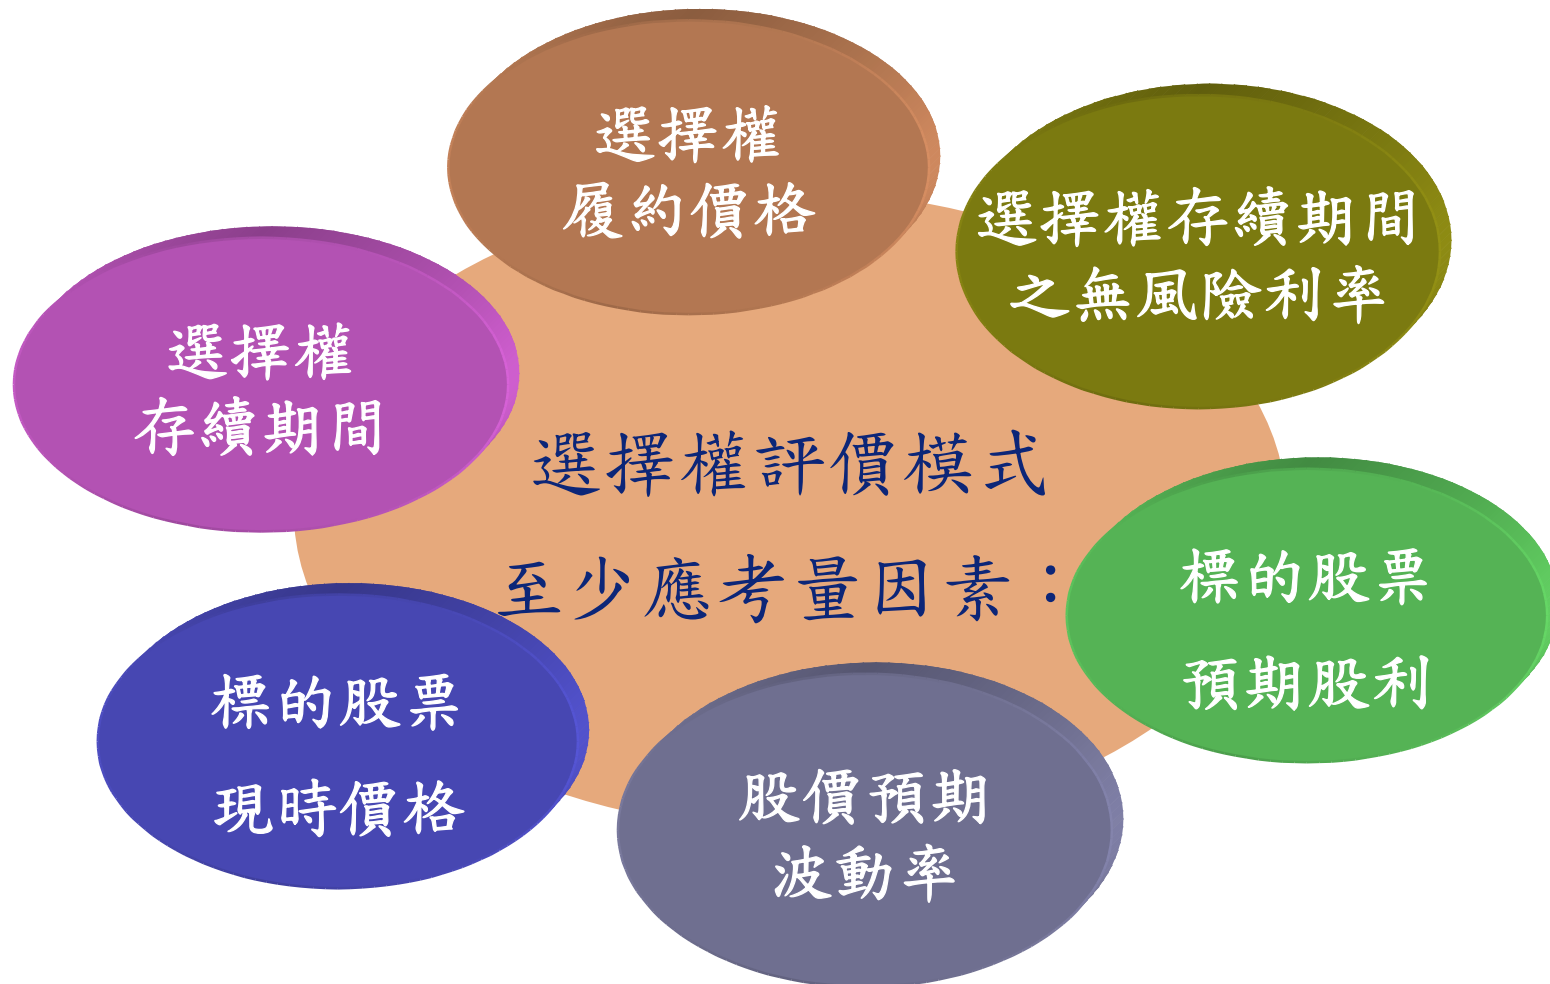 選擇權
履約價格
選擇權存續期間
之無風險利率
選擇權
存續期間
選擇權評價模式
至少應考量因素：
標的股票
預期股利
標的股票
現時價格
股價預期
波動率